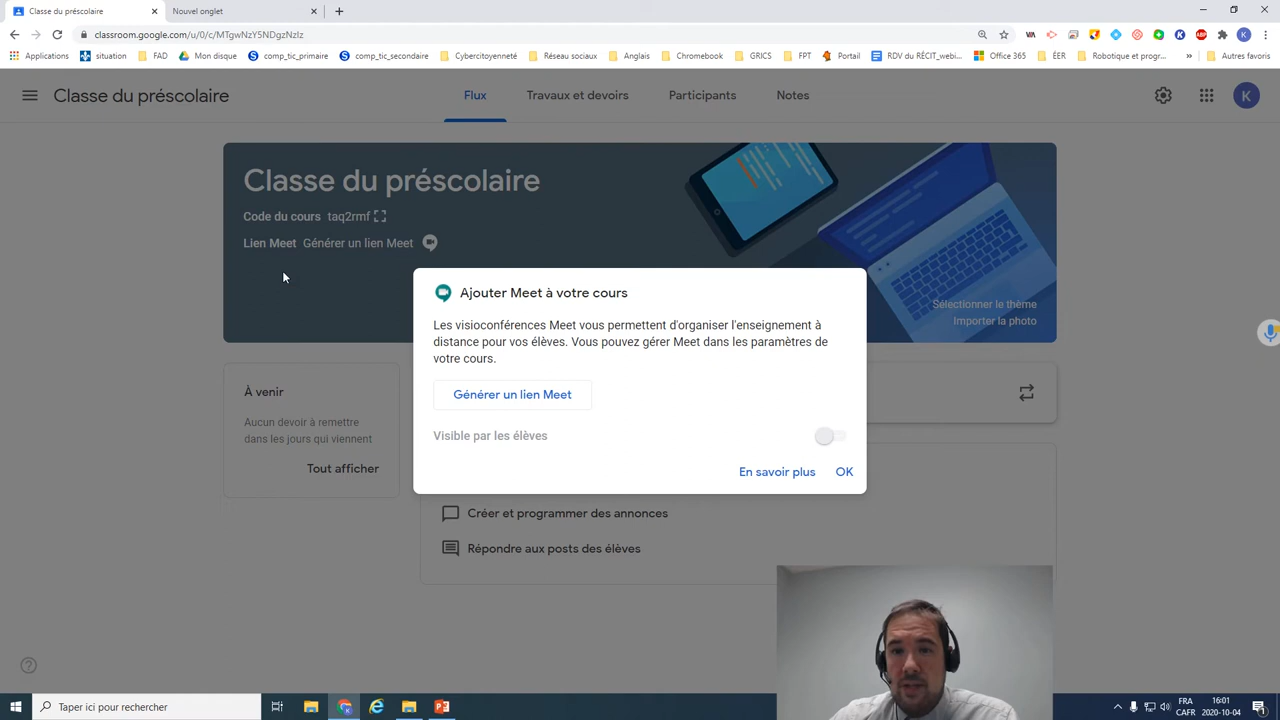 Classe du préscolaire
Nouvel onglet
classroom.google.com/u/0/c/MTgwNzY5NDgzNzIz
Applications
situation
FAD
Mon disque
comp_tic_primaire
comp_tic_secondaire
Cybercitoyenneté
Réseau sociaux
Anglais
Chromebook
GRICS
FPT
Portail
RDV du RÉCIT_webi...
Office 365
ÉER
Robotique et progr...
»
Autres favoris
Classe du préscolaire
Flux
Travaux et devoirs
Participants
Notes
K
Classe du préscolaire
Code du cours taq2rmf
Lien Meet Générer un lien Meet
Sélectionner le thème
Importer la photo
Ajouter Meet à votre cours
Les visioconférences Meet vous permettent d'organiser l'enseignement à
distance pour vos élèves. Vous pouvez gérer Meet dans les paramètres de
votre cours.
Générer un lien Meet
Visible par les élèves
En savoir plus
OK
À venir
Aucun devoir à remettre
dans les jours qui viennent
Tout afficher
Créer et programmer des annonces
Répondre aux posts des élèves
Taper ici pour rechercher
FRA
CAFR
16:01
2020-10-04